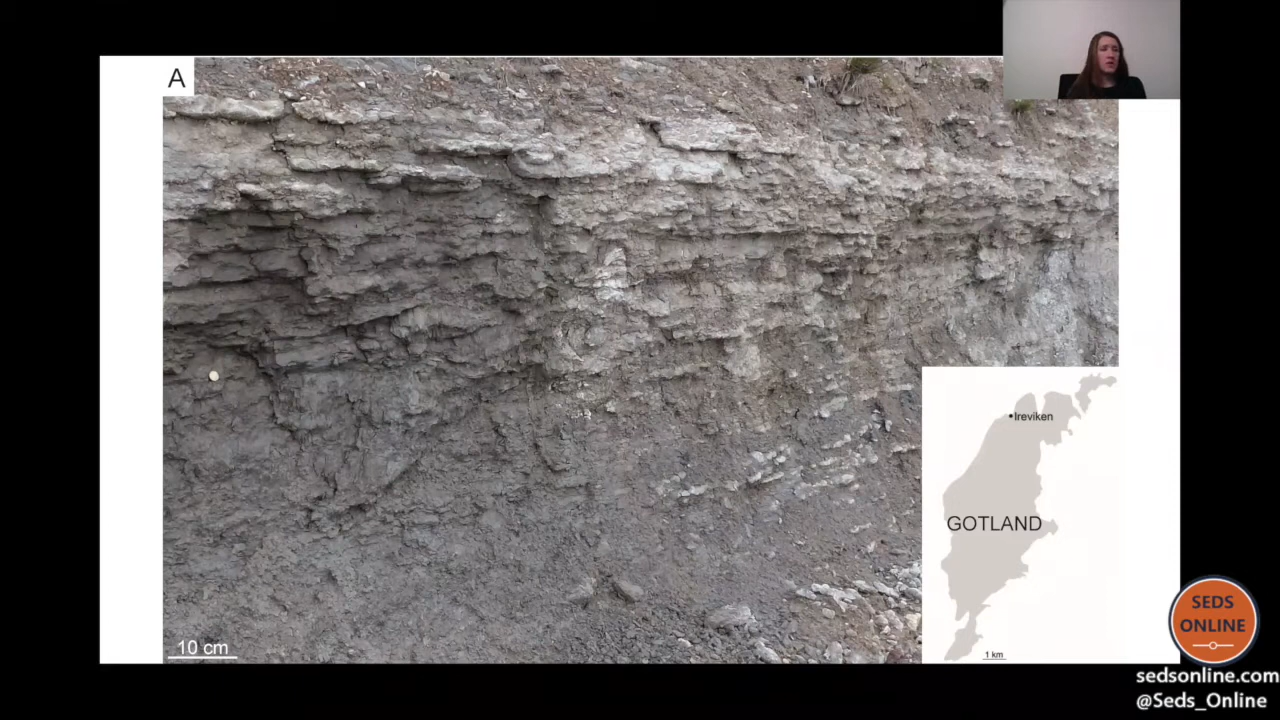 A
Ireviken
GOTLAND
1 km
10 cm
SEDS
ONLINE
sedsonline.com
@Seds_Online